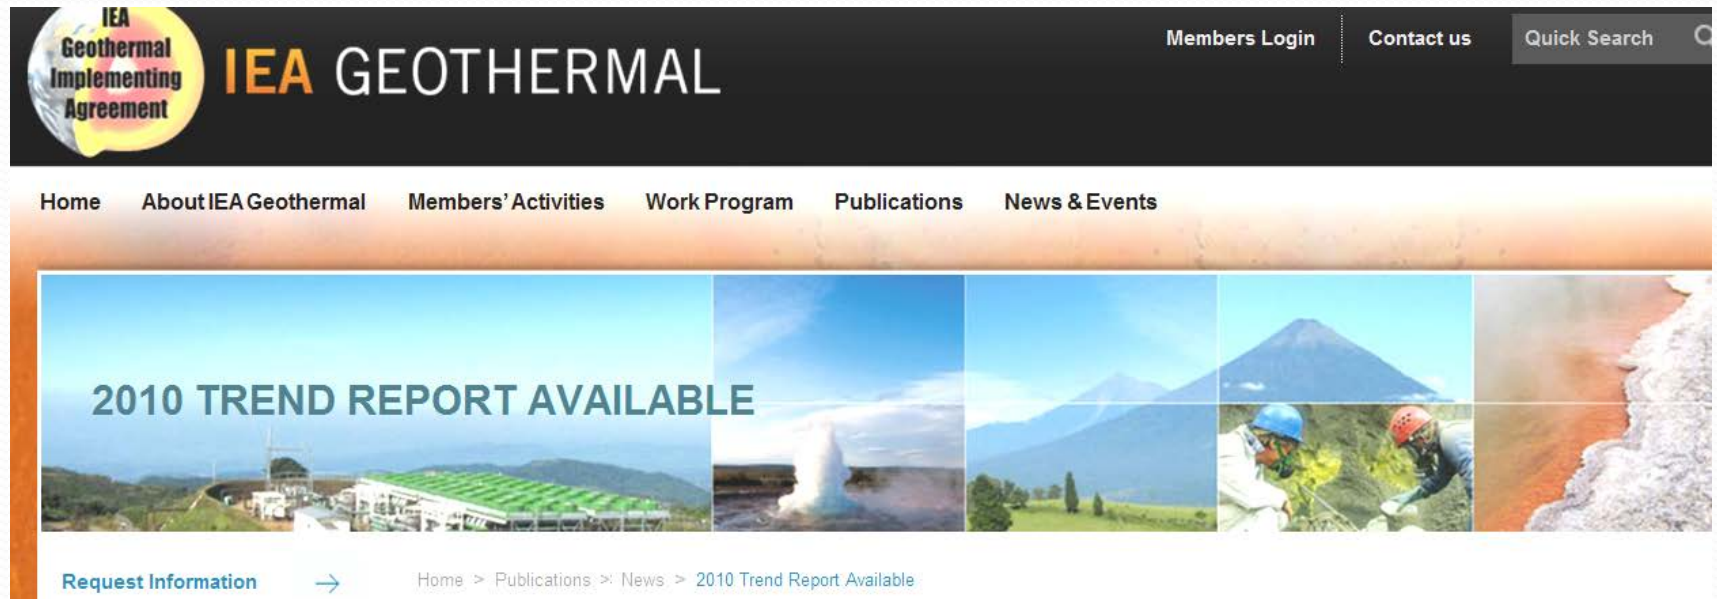 IEA
Geothermal
Implementing
Agreement
IEA GEOTHERMAL
Members Login
Contact us
Quick Search
Home About IEA Geothermal Members' Activities Work Program Publications News & Events
2010 TREND REPORT AVAILABLE
Request Information →
Home > Publications > News > 2010 Trend Report Available